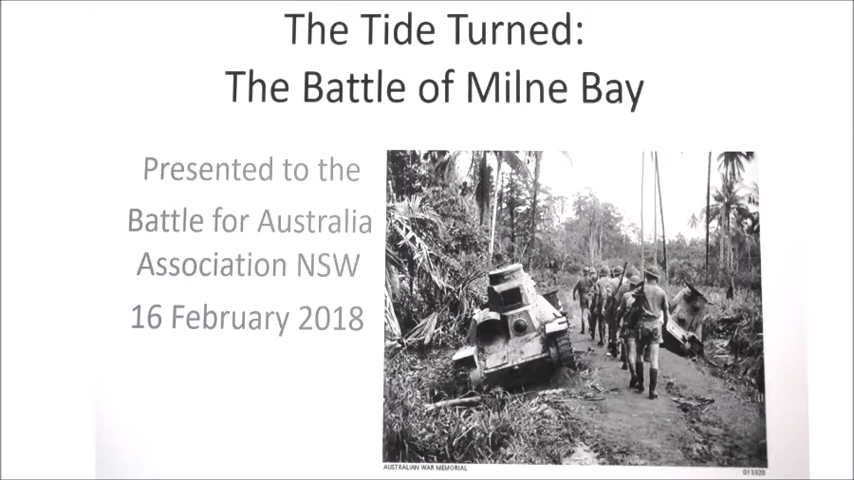 The Tide Turned:
The Battle of Milne Bay
Presented to the
Battle for Australia
Association NSW
16 February 2018
AUSTRALIAN WAR MEMORIAL
013320